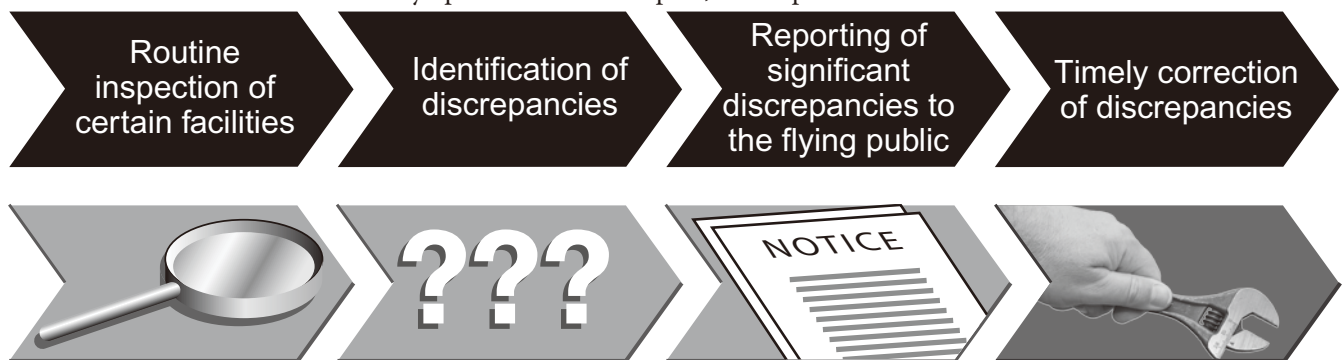 Routine
inspection of
certain facilities
Identification of
discrepancies
Reporting of
significant
discrepancies to
the flying public
Timely correction
of discrepancies
NOTICE